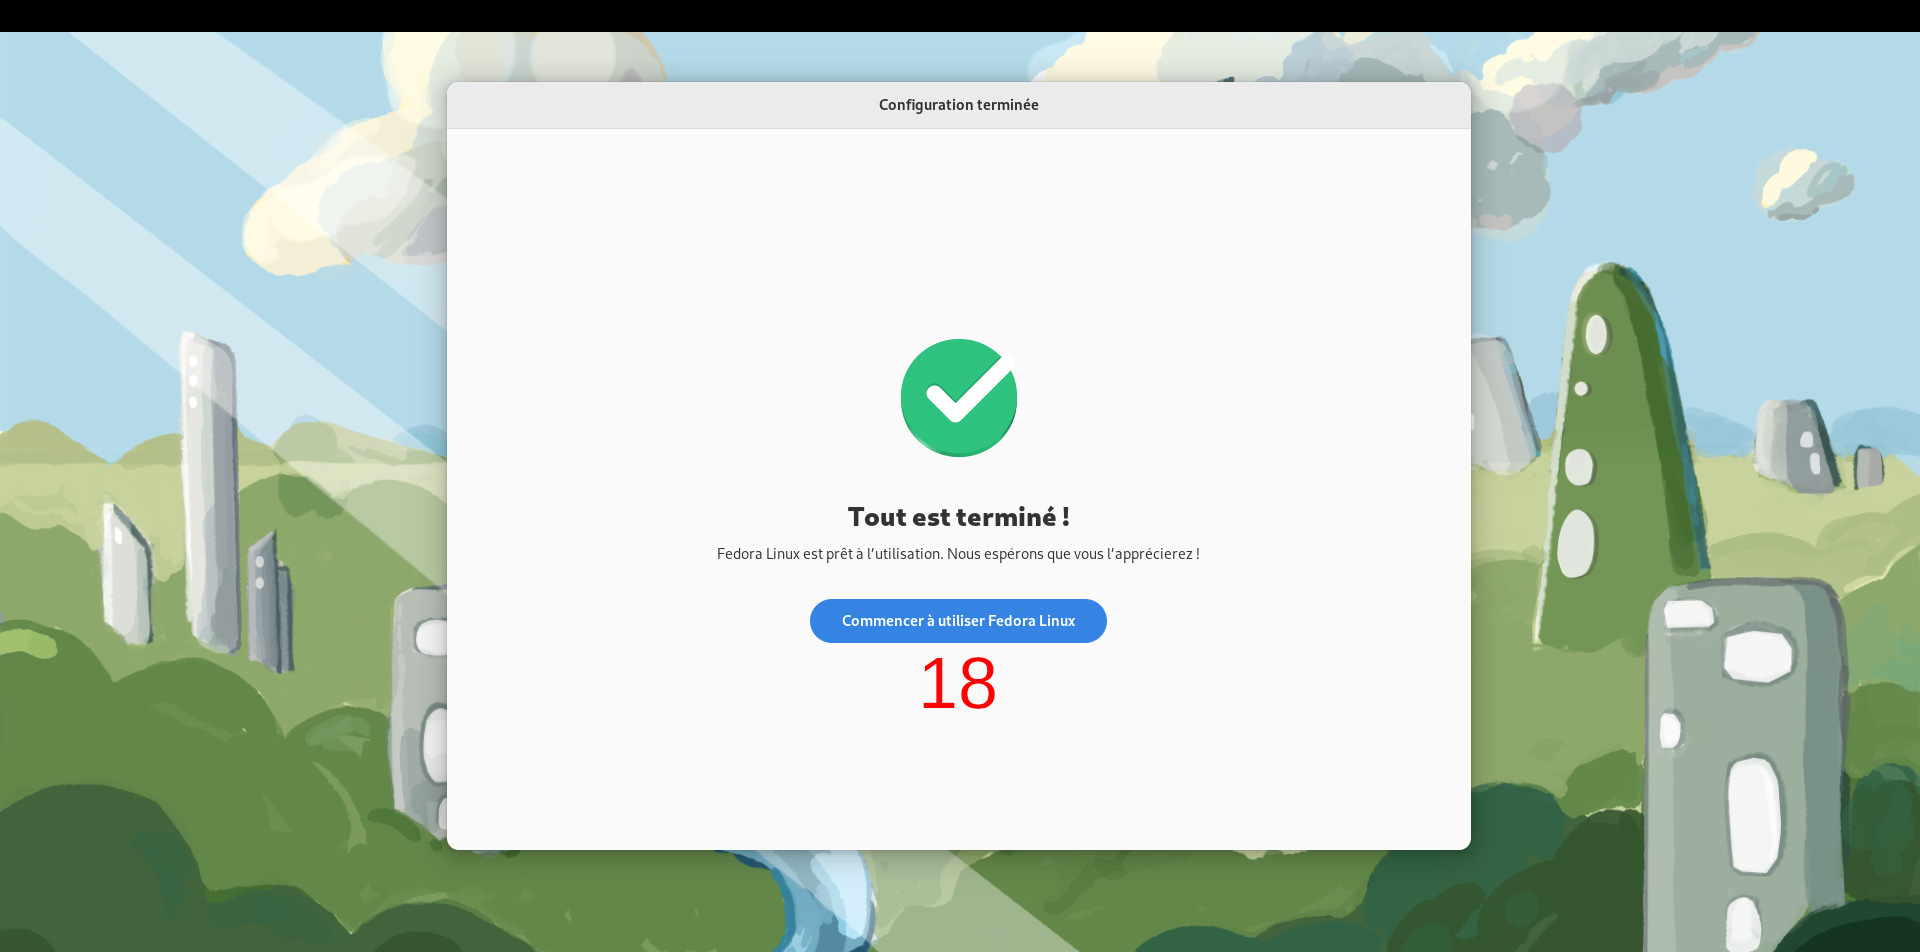 Configuration terminée
Tout est terminé !
Fedora Linux est prêt à l’utilisation. Nous espérons que vous l’apprécierez !
Commencer à utiliser Fedora Linux
18